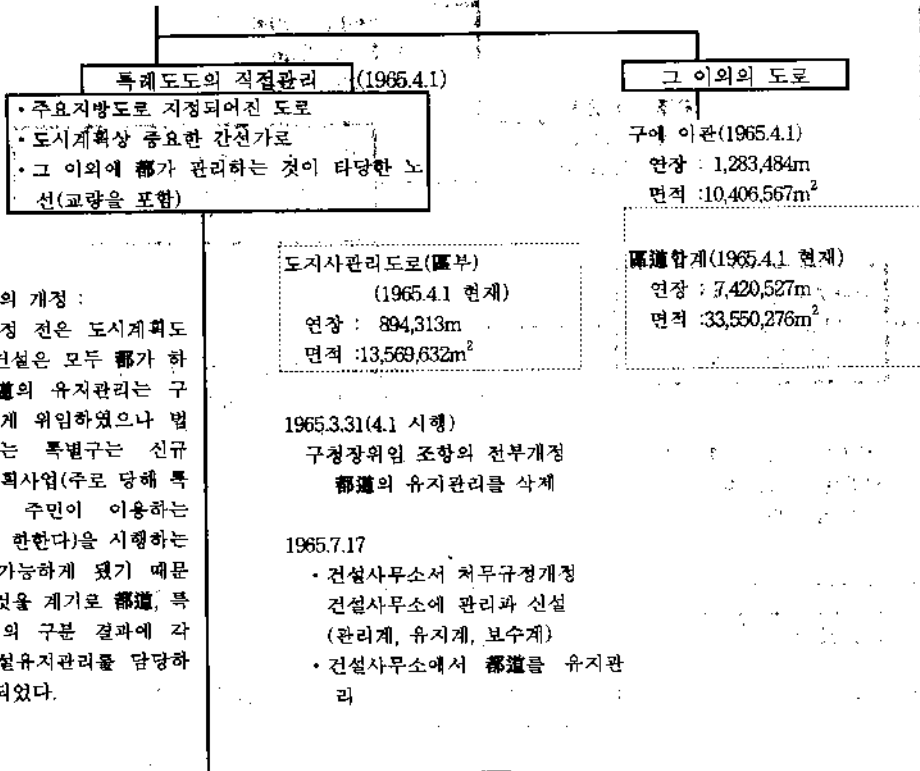 특례도도의 직접관리 (1965.4.1)
・주요지방도로 지정되어진 도로
・도시계획상 중요한 간선가로
・그 이외에 都가 관리하는 것이 타당한 노
선(교량을 포함)
그 이외의 도로
구에 이관(1965.4.1)
연장 : 1,283,484m
면적 :10,406,567m²
도지사관리도로(區부)
(1965.4.1 현재)
연장 : 894,313m
면적 :13,569,632m²
區道합계(1965.4.1 현재)
연장 : 7,420,527m
면적 :33,550,276m²
의 개정 :
정 전은 도시계획도
건설은 모두 都가 하
道의 유지관리는 구
게 위임하였으나 법
는 특별구는 신규
획사업(주로 당해 특
주민이 이용하는
한한다)을 시행하는
가능하게 됐기 때문
것을 계기로 都道, 특
의 구분 결과에 각
설유지관리를 담당하
되었다.
1965.3.31(4.1 시행)
구청장위임 조항의 전부개정
都道의 유지관리를 삭제
1965.7.17
・건설사무소서 처무규정개정
건설사무소에 관리과 신설
(관리계, 유지계, 보수계)
・건설사무소에서 都道를 유지관
리